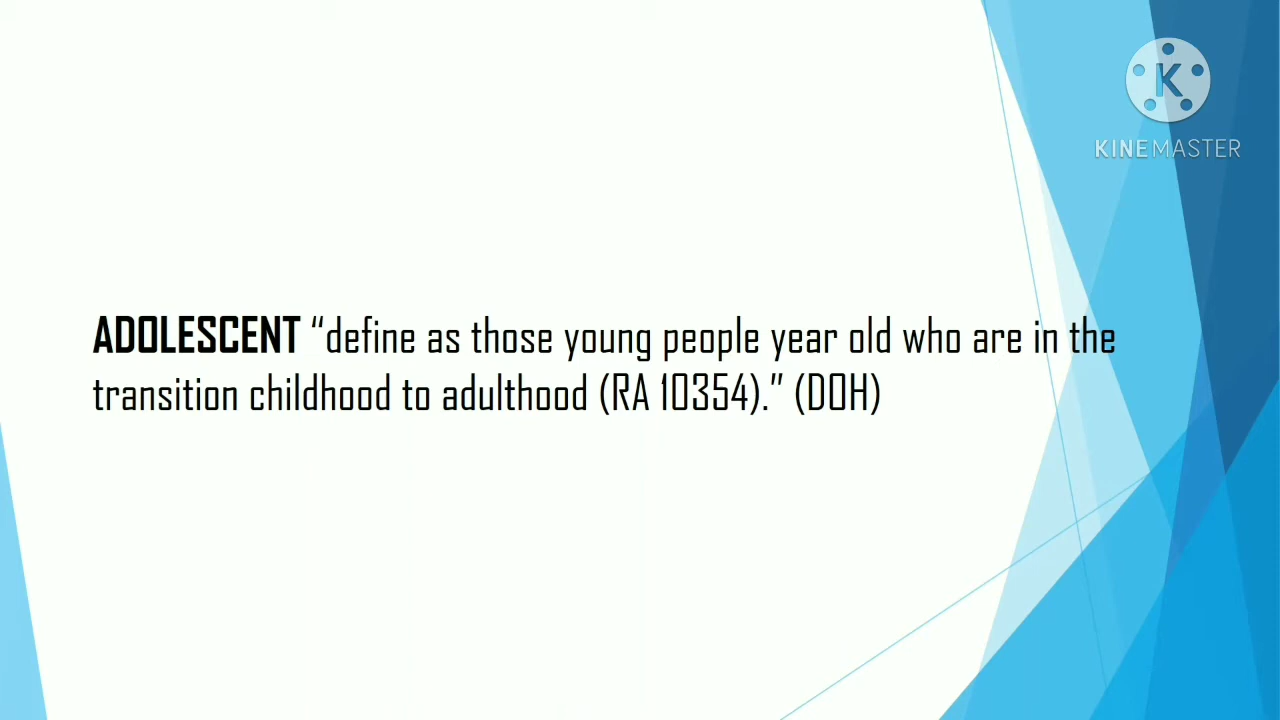 K
KINEMASTER
ADOLESCENT “define as those young people year old who are in the
transition childhood to adulthood (RA 10354).” (DOH)